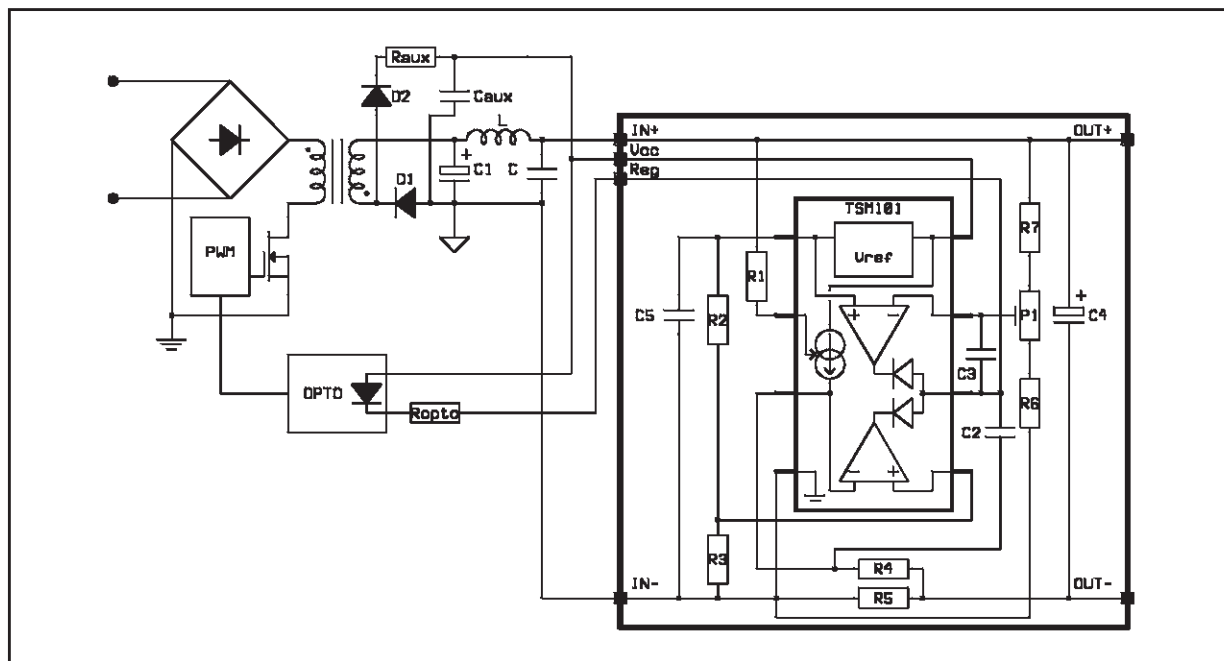 Raux
D2
Caux
L
IN+
OUT+
Vcc
Reg
C1
C
D1
TSM101
R7
PWM
Vref
R1
C5
R2
P1
C4
C3
OPTO
Ropto
R6
C2
R3
R4
IN-
R5
OUT-